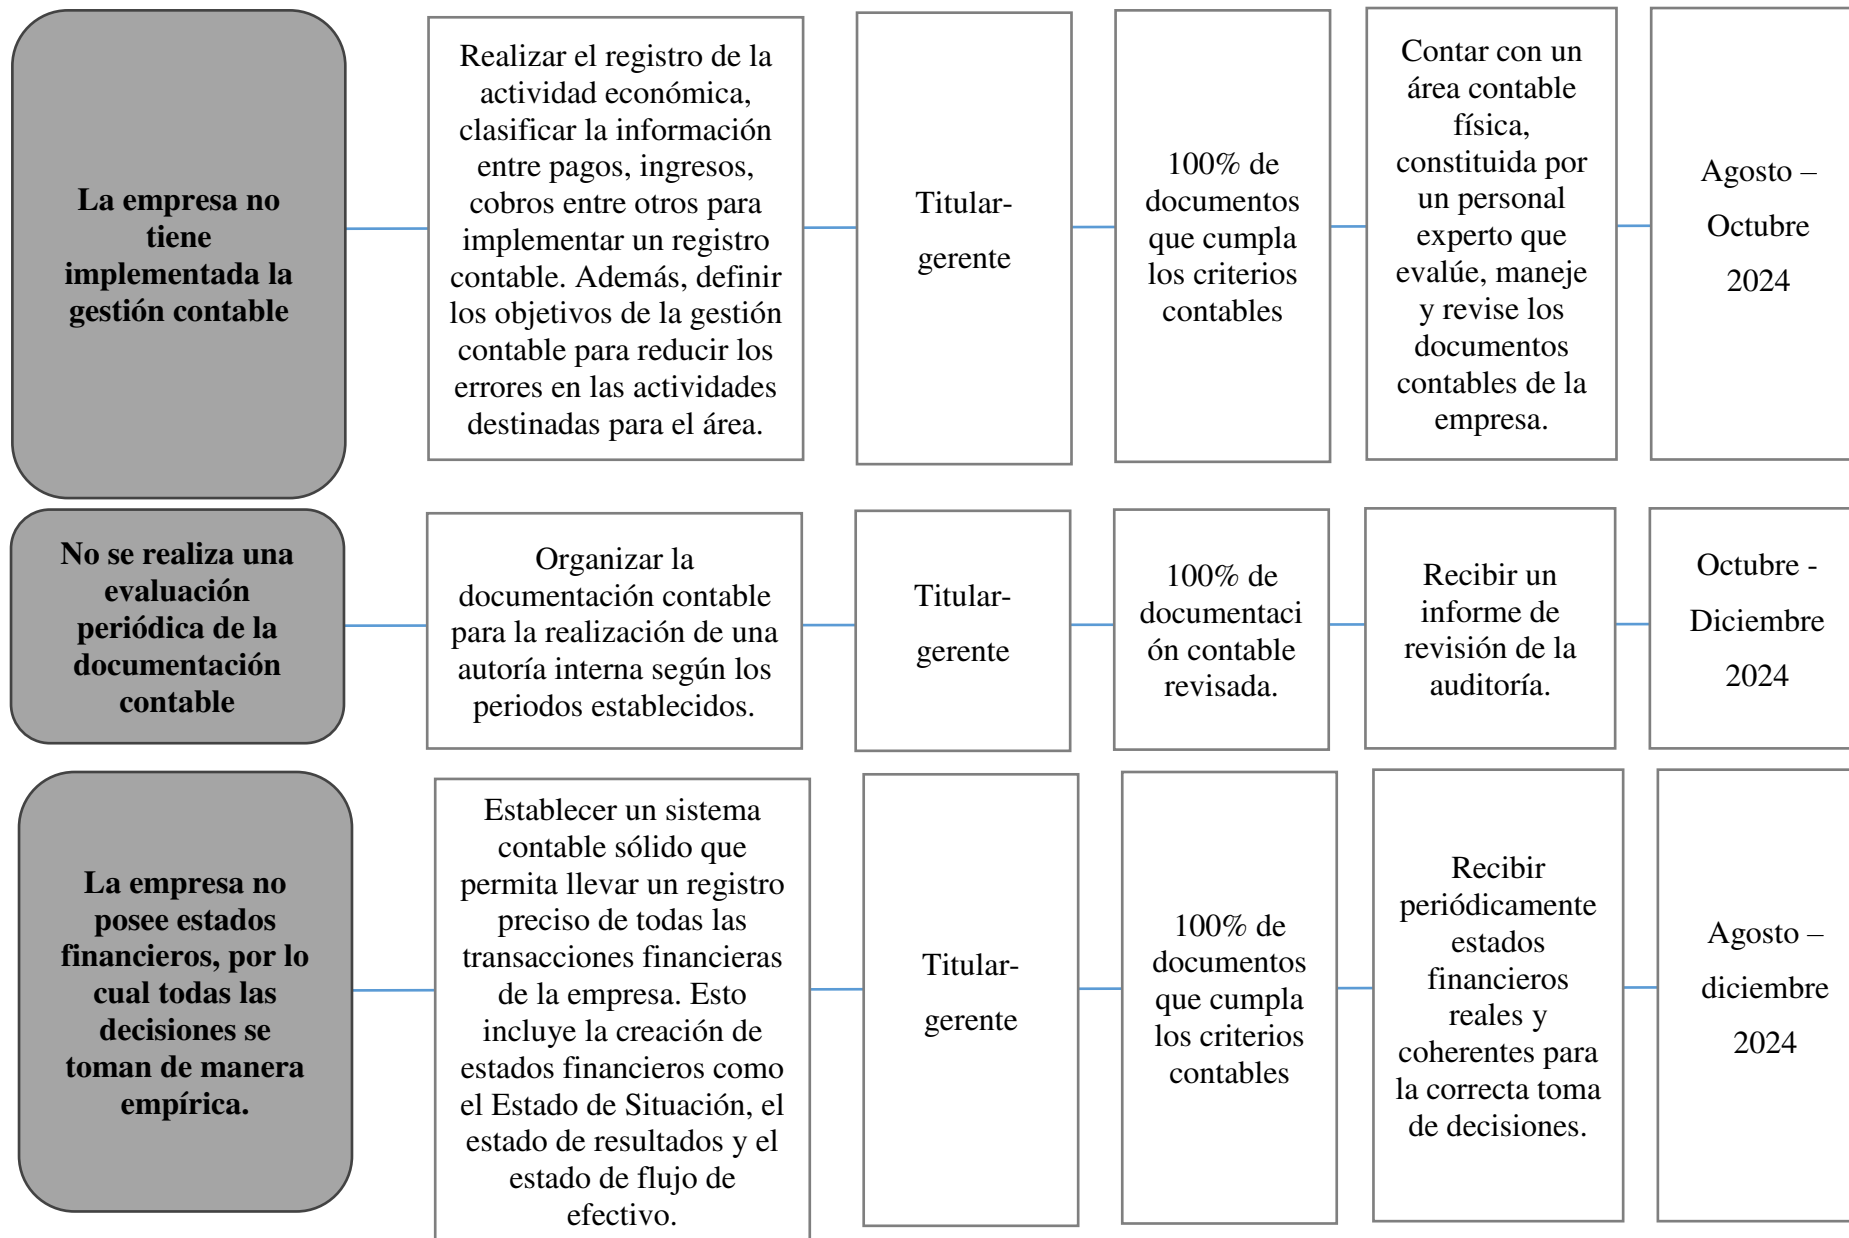 La empresa no
tiene
implementada la
gestión contable
Realizar el registro de la
actividad económica,
clasificar la información
entre pagos, ingresos,
cobros entre otros para
implementar un registro
contable. Además, definir
los objetivos de la gestión
contable para reducir los
errores en las actividades
destinadas para el área.
Titular-
gerente
100% de
documentos
que cumpla
los criterios
contables
Contar con un
área contable
física,
constituida por
un personal
experto que
evalúe, maneje
y revise los
documentos
contables de la
empresa.
Agosto –
Octubre
2024
No se realiza una
evaluación
periódica de la
documentación
contable
Organizar la
documentación contable
para la realización de una
autoría interna según los
periodos establecidos.
Titular-
gerente
100% de
documentaci
ón contable
revisada.
Recibir un
informe de
revisión de la
auditoría.
Octubre -
Diciembre
2024
La empresa no
posee estados
financieros, por lo
cual todas las
decisiones se
toman de manera
empírica.
Establecer un sistema
contable sólido que
permita llevar un registro
preciso de todas las
transacciones financieras
de la empresa. Esto
incluye la creación de
estados financieros como
el Estado de Situación, el
estado de resultados y el
estado de flujo de
efectivo.
Titular-
gerente
100% de
documentos
que cumpla
los criterios
contables
Recibir
periódicamente
estados
financieros
reales y
coherentes para
la correcta toma
de decisiones.
Agosto –
diciembre
2024